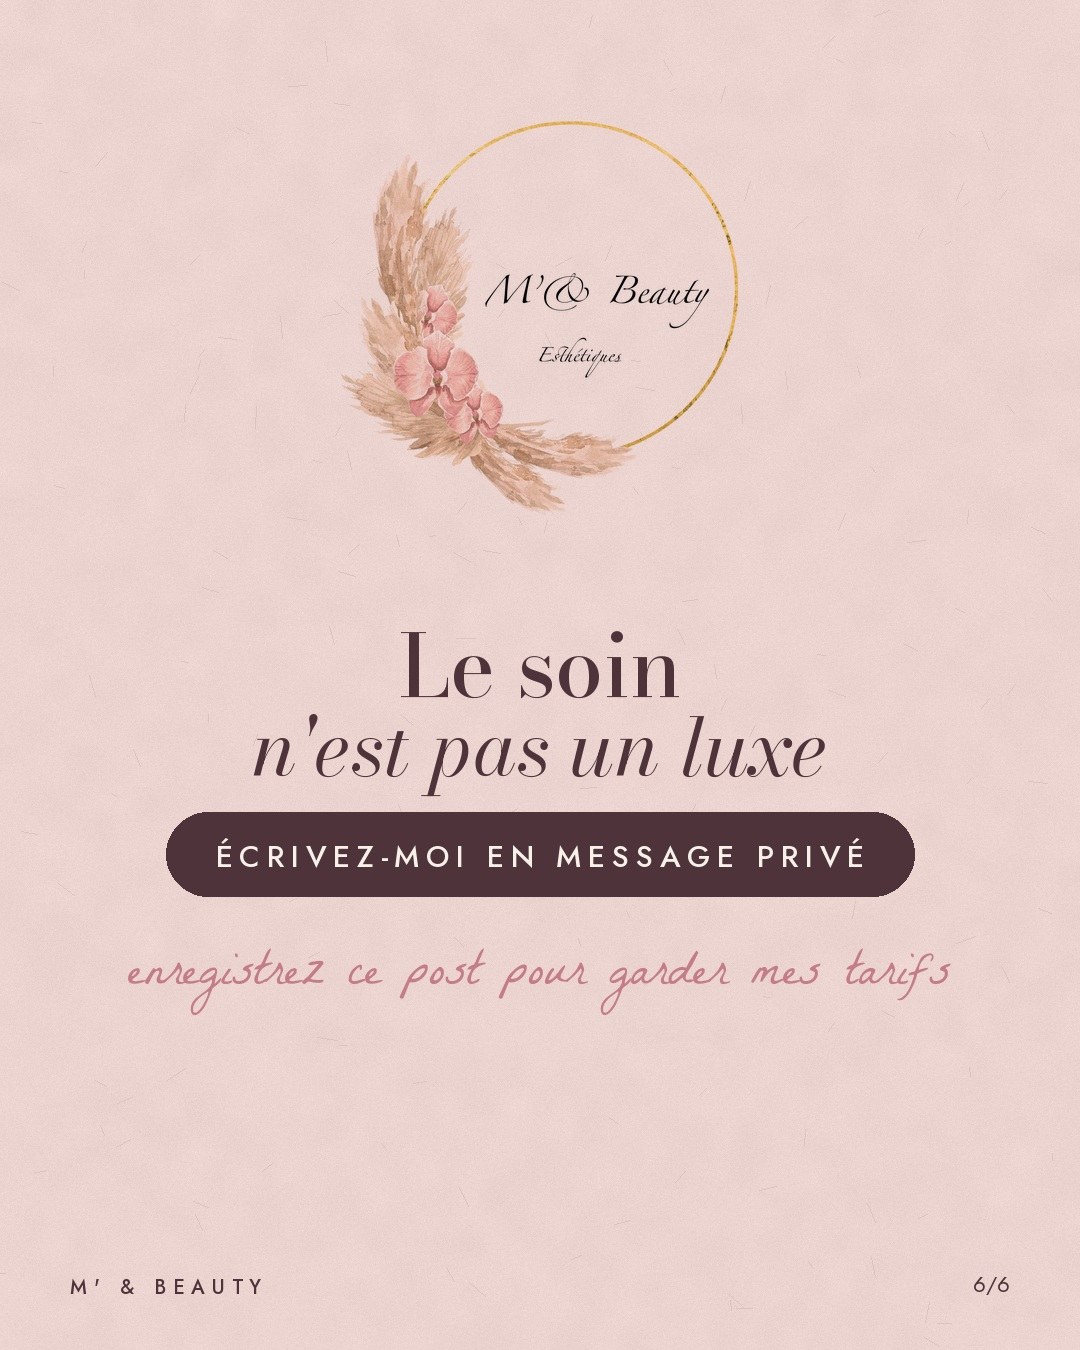 M'& Beauty
Esthétiques
Le soin
n'est pas un luxe
ÉCRIVEZ-MOI EN MESSAGE PRIVÉ
enregistrez ce post pour garder mes tarifs
M' & BEAUTY
6/6